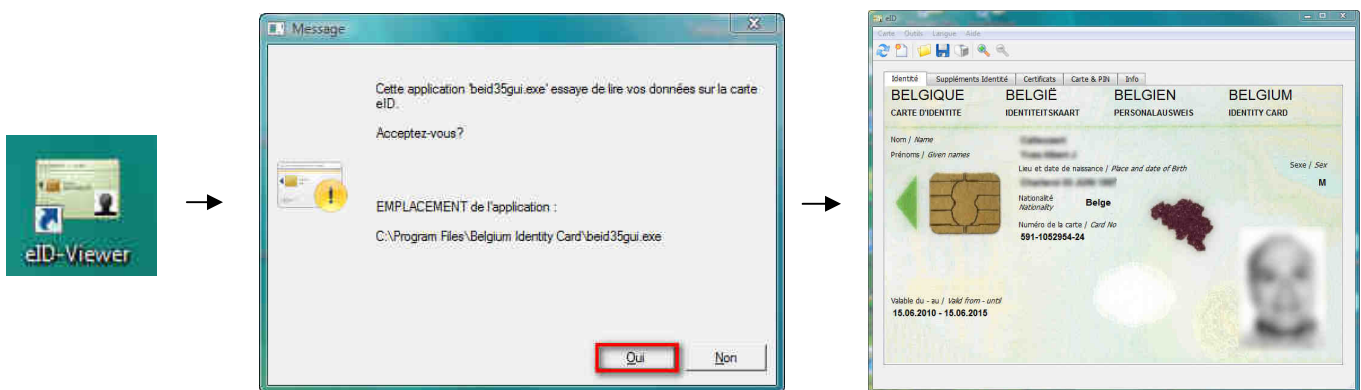 eID-Viewer
Message
Cette application 'beid35gui.exe' essaye de lire vos données sur la carte
eID.
Acceptez-vous?
EMPLACEMENT de l'application :
C:\Program Files\Belgium Identity Card\beid35gui.exe
Oui
Non
eID
Carte Outils Langue Aide
Identité Suppléments Identité Certificats Carte & PIN Info
BELGIQUE BELGIË BELGIEN BELGIUM
CARTE D'IDENTITE IDENTITEITSKAART PERSONALAUSWEIS IDENTITY CARD
Nom / Name
Prénoms / Given names
Lieu et date de naissance / Place and date of Birth
Sexe / Sex
M
Nationalité
Nationality
Belge
Numéro de la carte / Card No
591-1052954-24
Valable du - au / Valid from - until
15.06.2010 - 15.06.2015